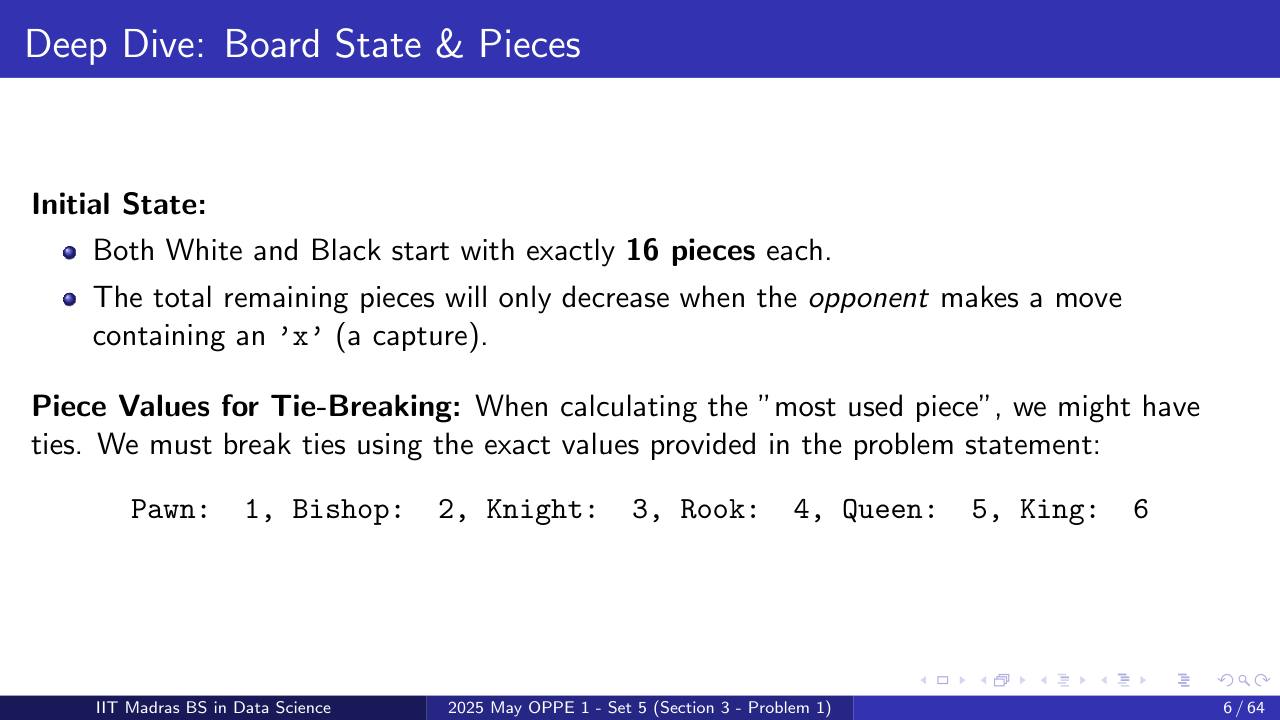 Deep Dive: Board State & Pieces
Initial State:
Both White and Black start with exactly 16 pieces each.
The total remaining pieces will only decrease when the opponent makes a move
containing an ’x’ (a capture).
Piece Values for Tie-Breaking: When calculating the ”most used piece”, we might have
ties. We must break ties using the exact values provided in the problem statement:
Pawn: 1, Bishop: 2, Knight: 3, Rook: 4, Queen: 5, King: 6
IIT Madras BS in Data Science
2025 May OPPE 1 - Set 5 (Section 3 - Problem 1)
6 / 64